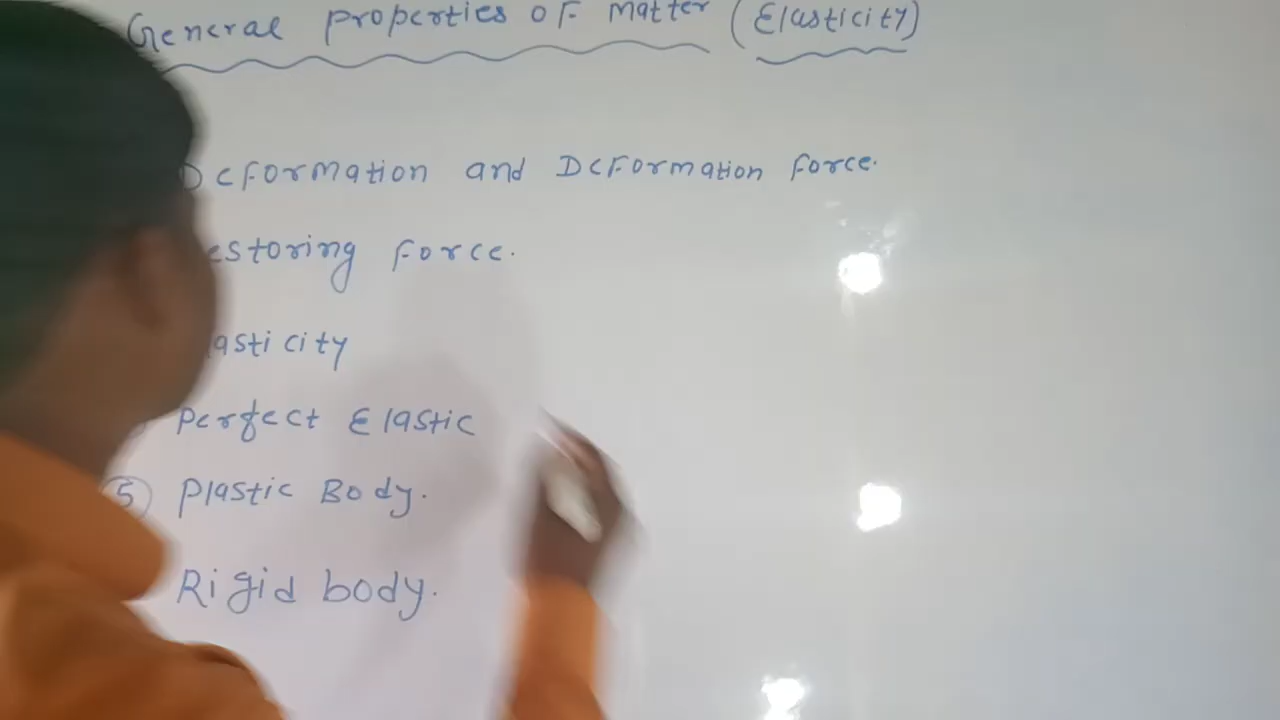 General Properties of Matter (Elasticity)
Deformation and Deformation Force.
estoring Force.
asticity
Perfect Elastic
5 Plastic Body.
Rigid body.